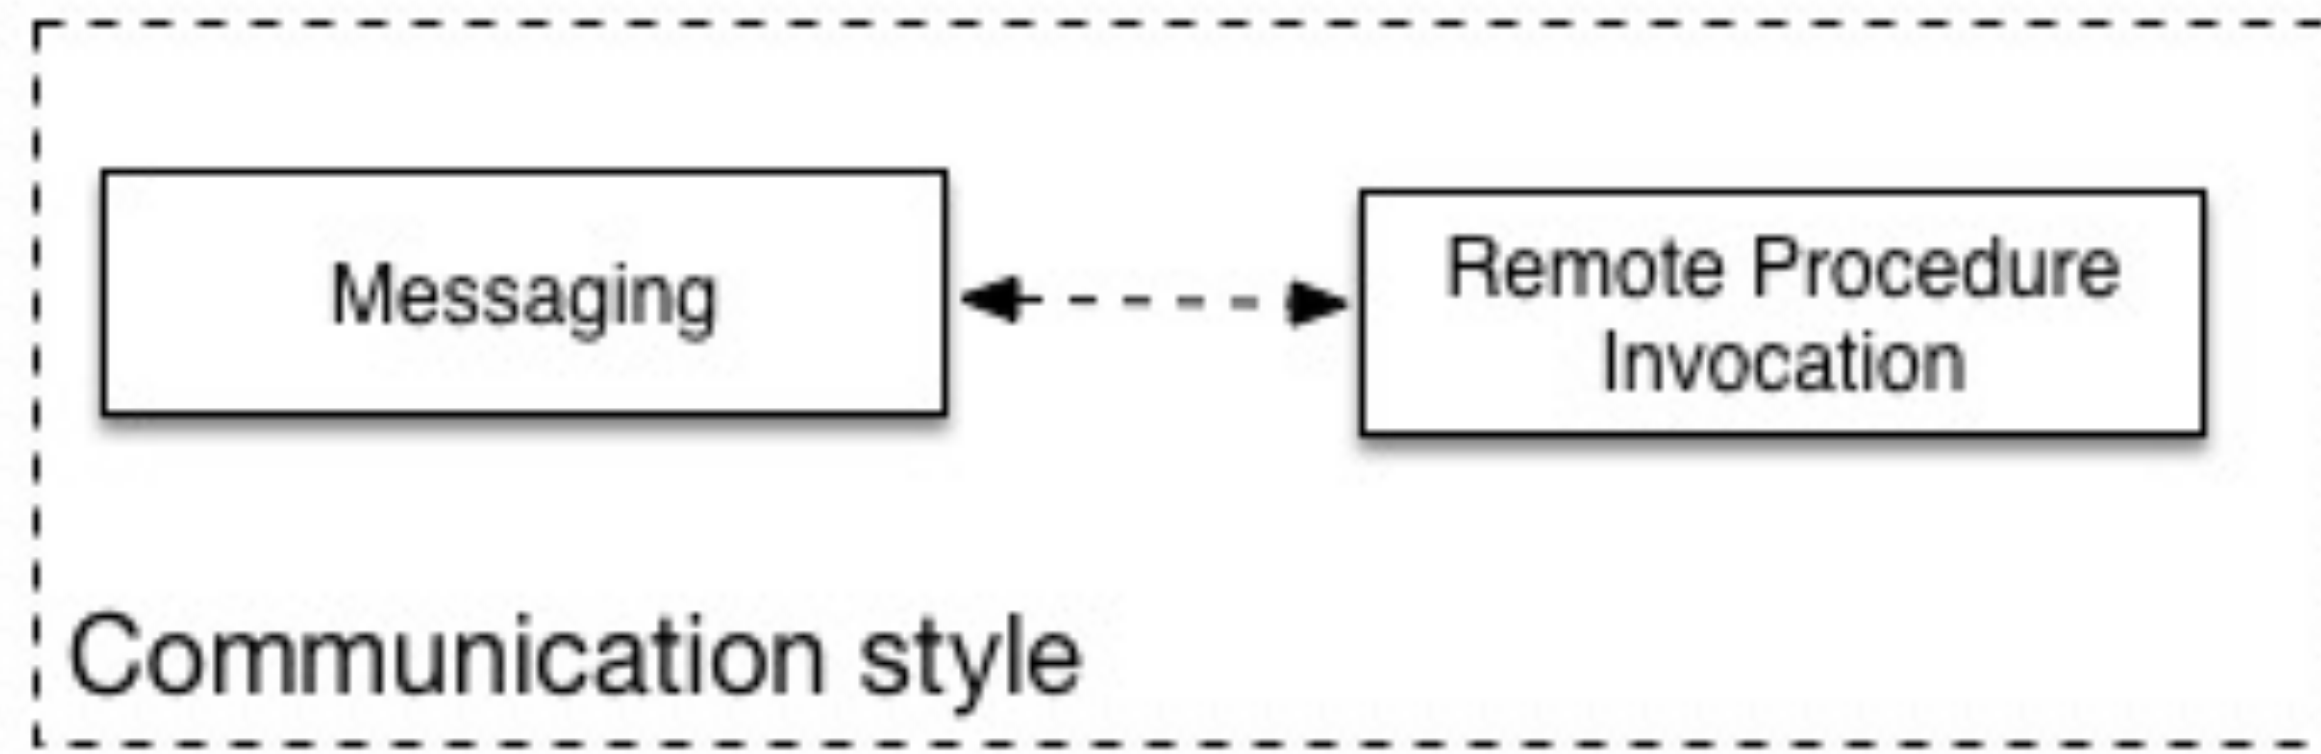 Messaging
Remote Procedure
Invocation
Communication style